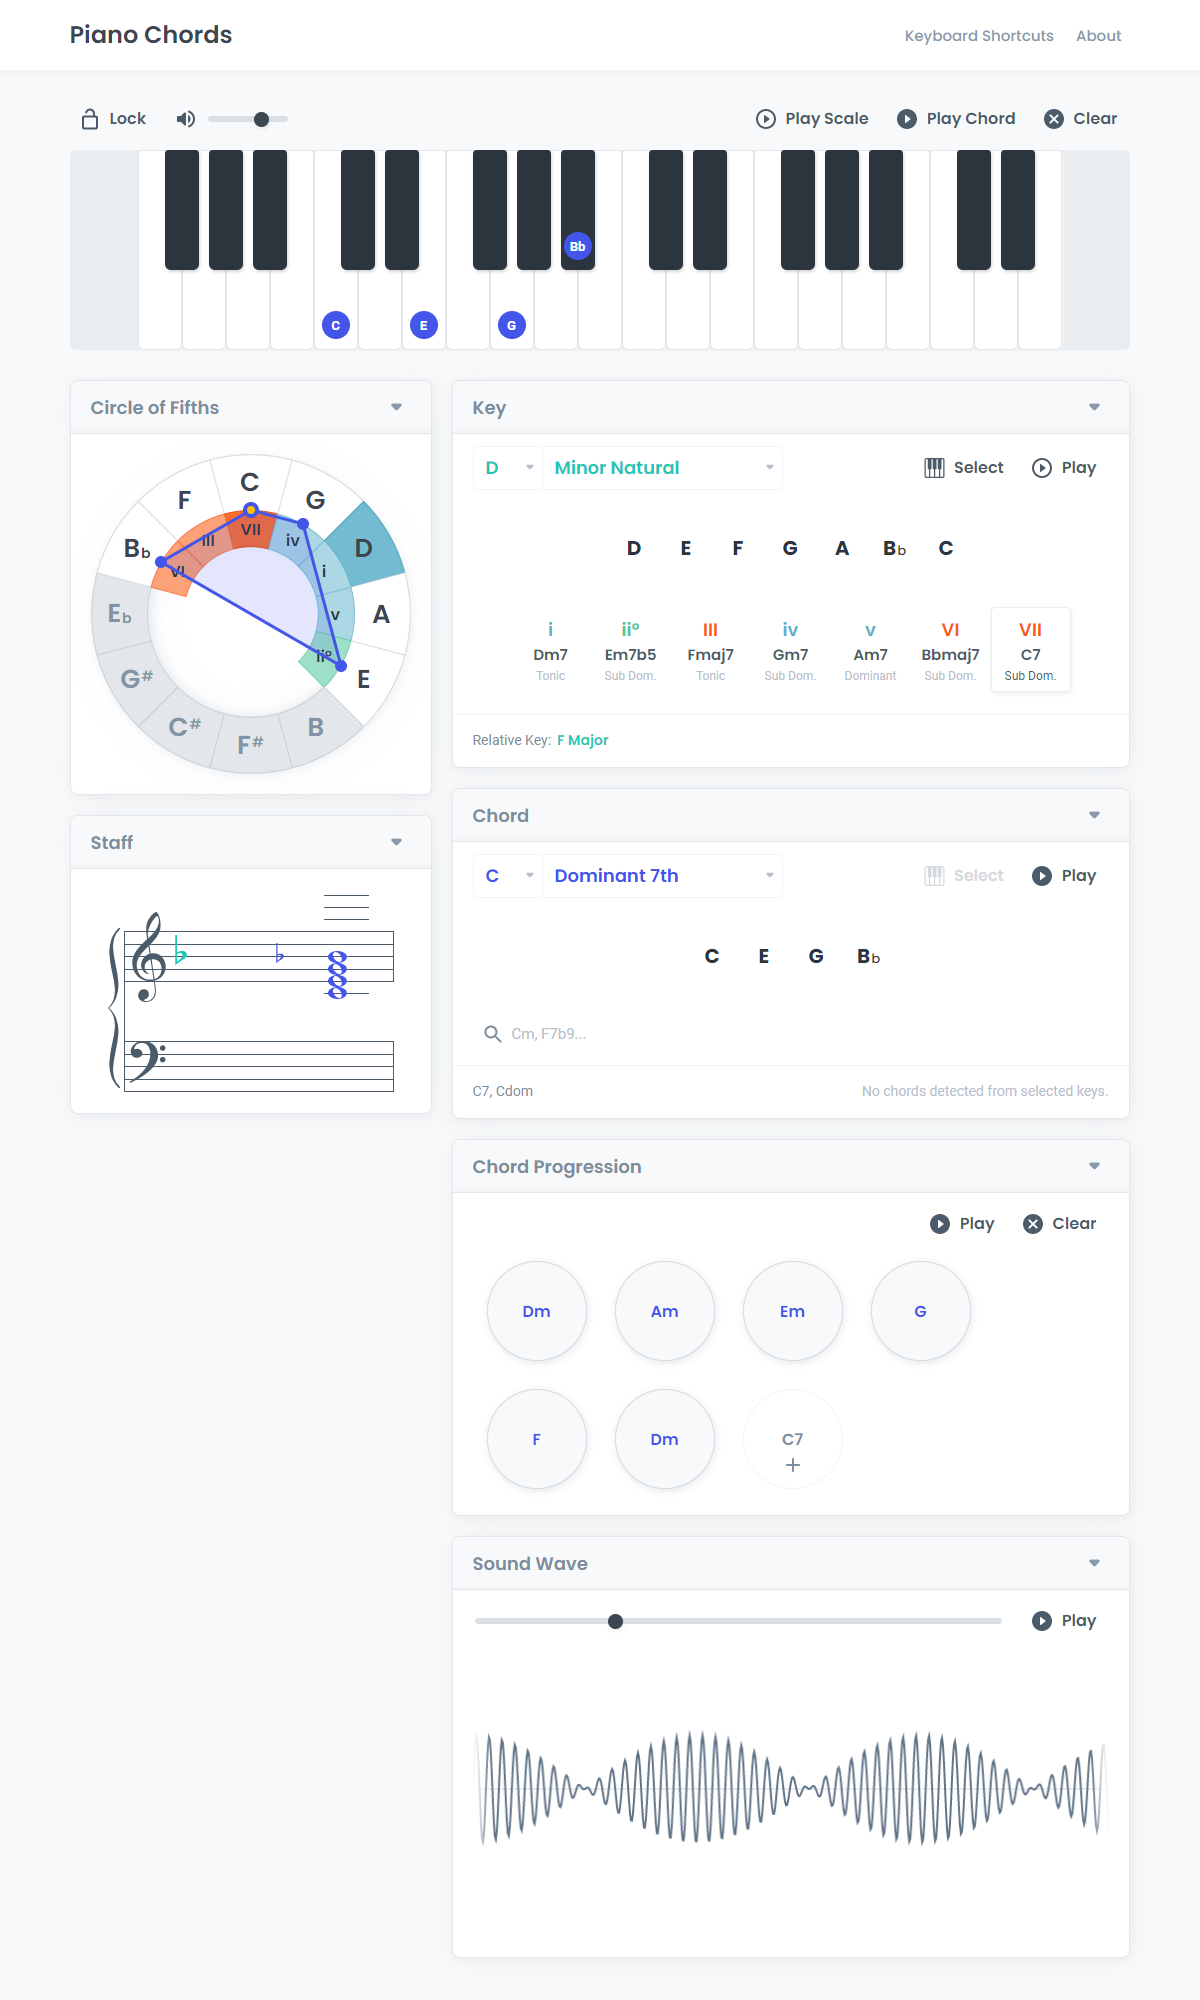 Piano Chords
Keyboard Shortcuts About
Lock
Play Scale Play Chord Clear
Bb
C E G
Circle of Fifths
C
G
D
A
E
B
F#
C#
G#
Eb
Bb
F
VI III VII iv i v ii°
Staff
Key
D Minor Natural Select Play
D E F G A Bb C
i ii° III iv v VI VII
Dm7 Em7b5 Fmaj7 Gm7 Am7 Bbmaj7 C7
Tonic Sub Dom. Tonic Sub Dom. Dominant Sub Dom. Sub Dom.
Relative Key: F Major
Chord
C Dominant 7th Select Play
C E G Bb
Cm, F7b9...
C7, Cdom No chords detected from selected keys.
Chord Progression
Play Clear
Dm Am Em G
F Dm C7
+
Sound Wave
Play